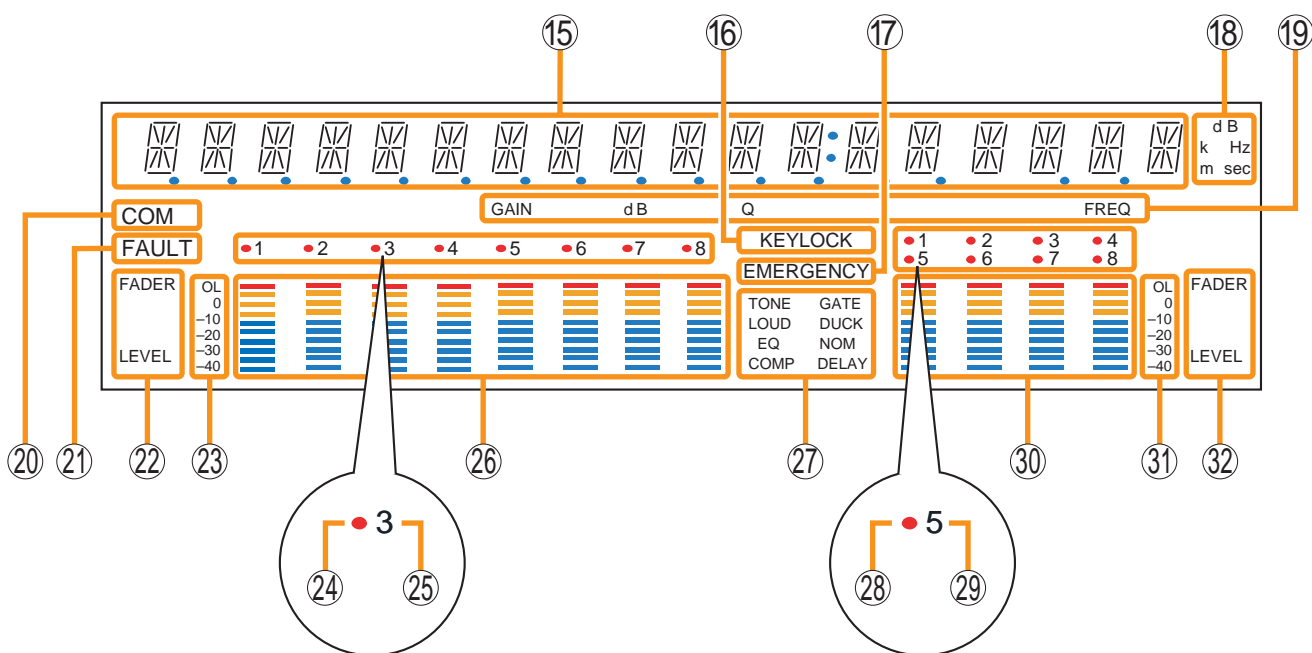 15 16 17 18 19
d B
k Hz
m sec
GAIN dB Q FREQ
COM
FAULT
1 2 3 4 5 6 7 8
KEYLOCK
EMERGENCY
1 2 3 4
5 6 7 8
FADER
LEVEL
OL
0
–10
–20
–30
–40
TONE GATE
LOUD DUCK
EQ NOM
COMP DELAY
OL
0
–10
–20
–30
–40
FADER
LEVEL
20 21 22 23 26 27 30 31 32
3
24 25
5
28 29